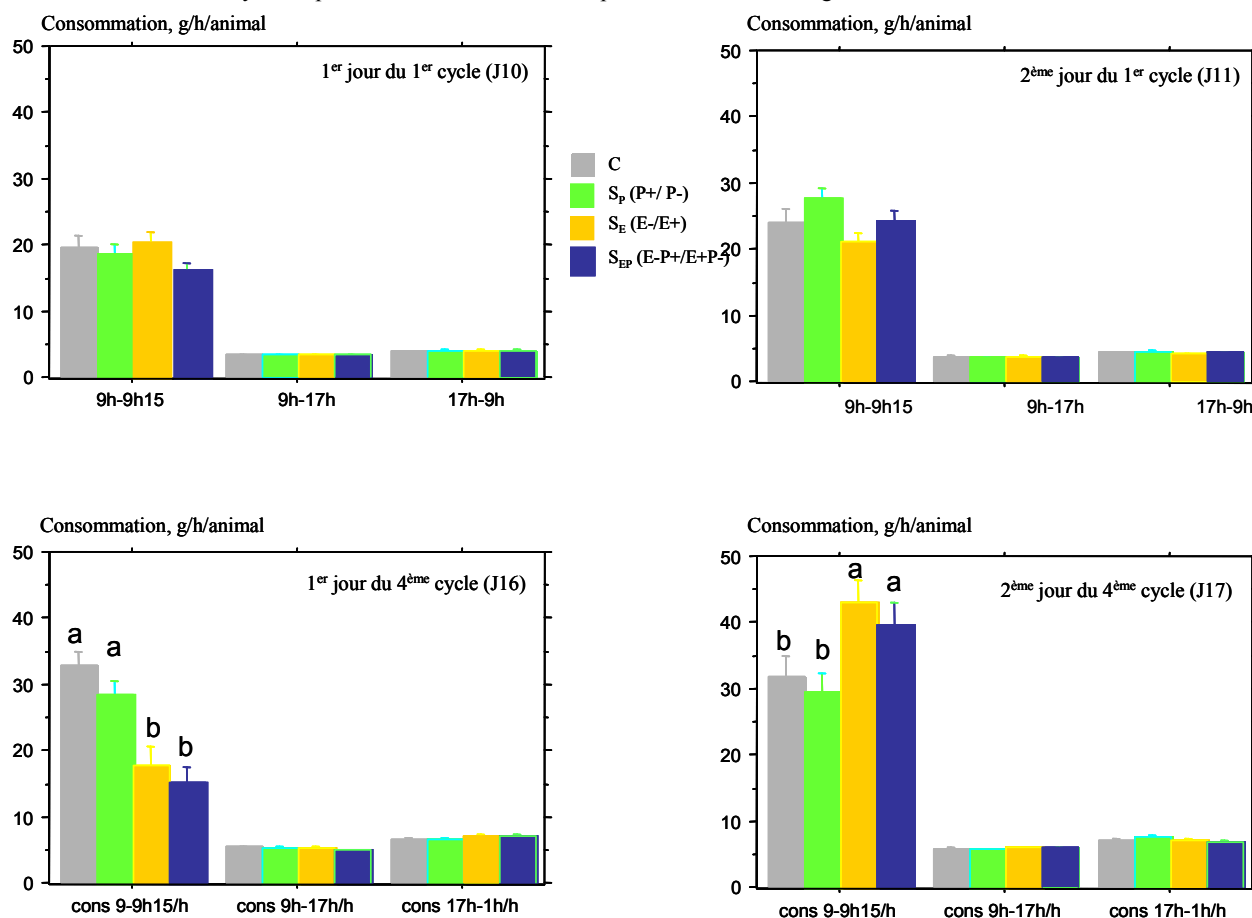 Consommation, g/h/animal
1er jour du 1er cycle (J10)
50
40
30
20
10
0
9h-9h15 9h-17h 17h-9h
C
SP (P+/ P-)
SE (E-/E+)
SEP (E-P+/E+P-)
Consommation, g/h/animal
2ème jour du 1er cycle (J11)
50
40
30
20
10
0
9h-9h15 9h-17h 17h-9h
Consommation, g/h/animal
1er jour du 4ème cycle (J16)
50
40
30
20
10
0
a a b b
cons 9-9h15/h cons 9h-17h/h cons 17h-1h/h
Consommation, g/h/animal
2ème jour du 4ème cycle (J17)
50
40
30
20
10
0
b b a a
cons 9-9h15/h cons 9h-17h/h cons 17h-1h/h